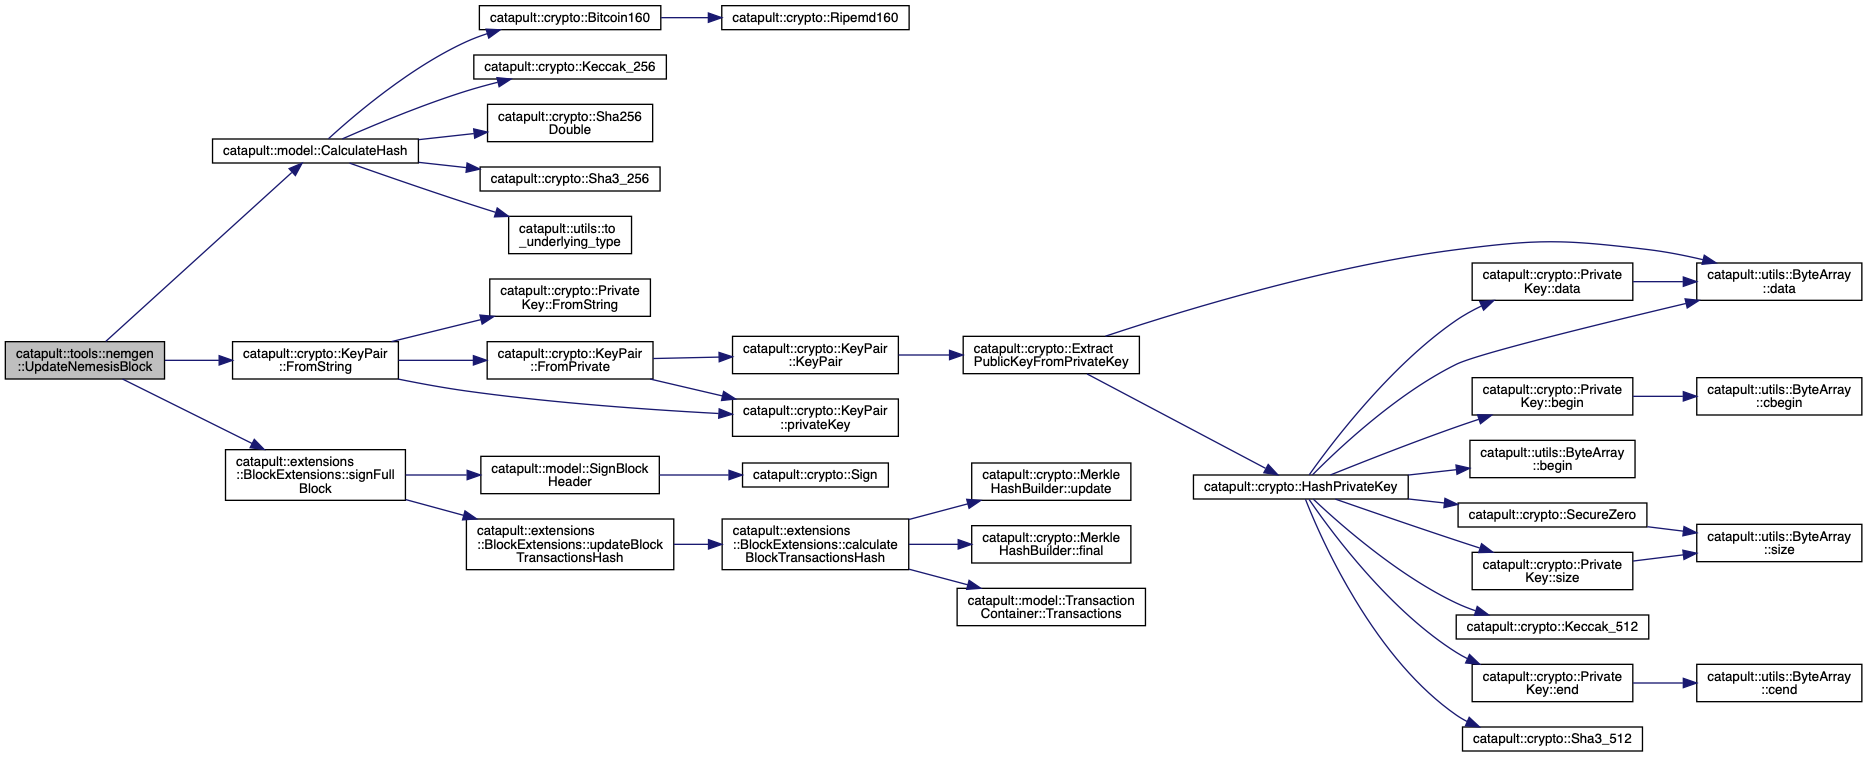 catapult::tools::nemgen
::UpdateNemesisBlock
catapult::model::CalculateHash
catapult::crypto::Bitcoin160
catapult::crypto::Ripemd160
catapult::crypto::Keccak_256
catapult::crypto::Sha256
Double
catapult::crypto::Sha3_256
catapult::utils::to
_underlying_type
catapult::crypto::KeyPair
::FromString
catapult::crypto::Private
Key::FromString
catapult::crypto::KeyPair
::FromPrivate
catapult::crypto::KeyPair
::KeyPair
catapult::crypto::KeyPair
::privateKey
catapult::crypto::Extract
PublicKeyFromPrivateKey
catapult::crypto::HashPrivateKey
catapult::crypto::Private
Key::data
catapult::utils::ByteArray
::data
catapult::crypto::Private
Key::begin
catapult::utils::ByteArray
::cbegin
catapult::utils::ByteArray
::begin
catapult::crypto::SecureZero
catapult::crypto::Private
Key::size
catapult::utils::ByteArray
::size
catapult::crypto::Keccak_512
catapult::crypto::Private
Key::end
catapult::utils::ByteArray
::cend
catapult::crypto::Sha3_512
catapult::extensions
::BlockExtensions::signFull
Block
catapult::model::SignBlock
Header
catapult::crypto::Sign
catapult::extensions
::BlockExtensions::updateBlock
TransactionsHash
catapult::extensions
::BlockExtensions::calculate
BlockTransactionsHash
catapult::crypto::Merkle
HashBuilder::update
catapult::crypto::Merkle
HashBuilder::final
catapult::model::Transaction
Container::Transactions